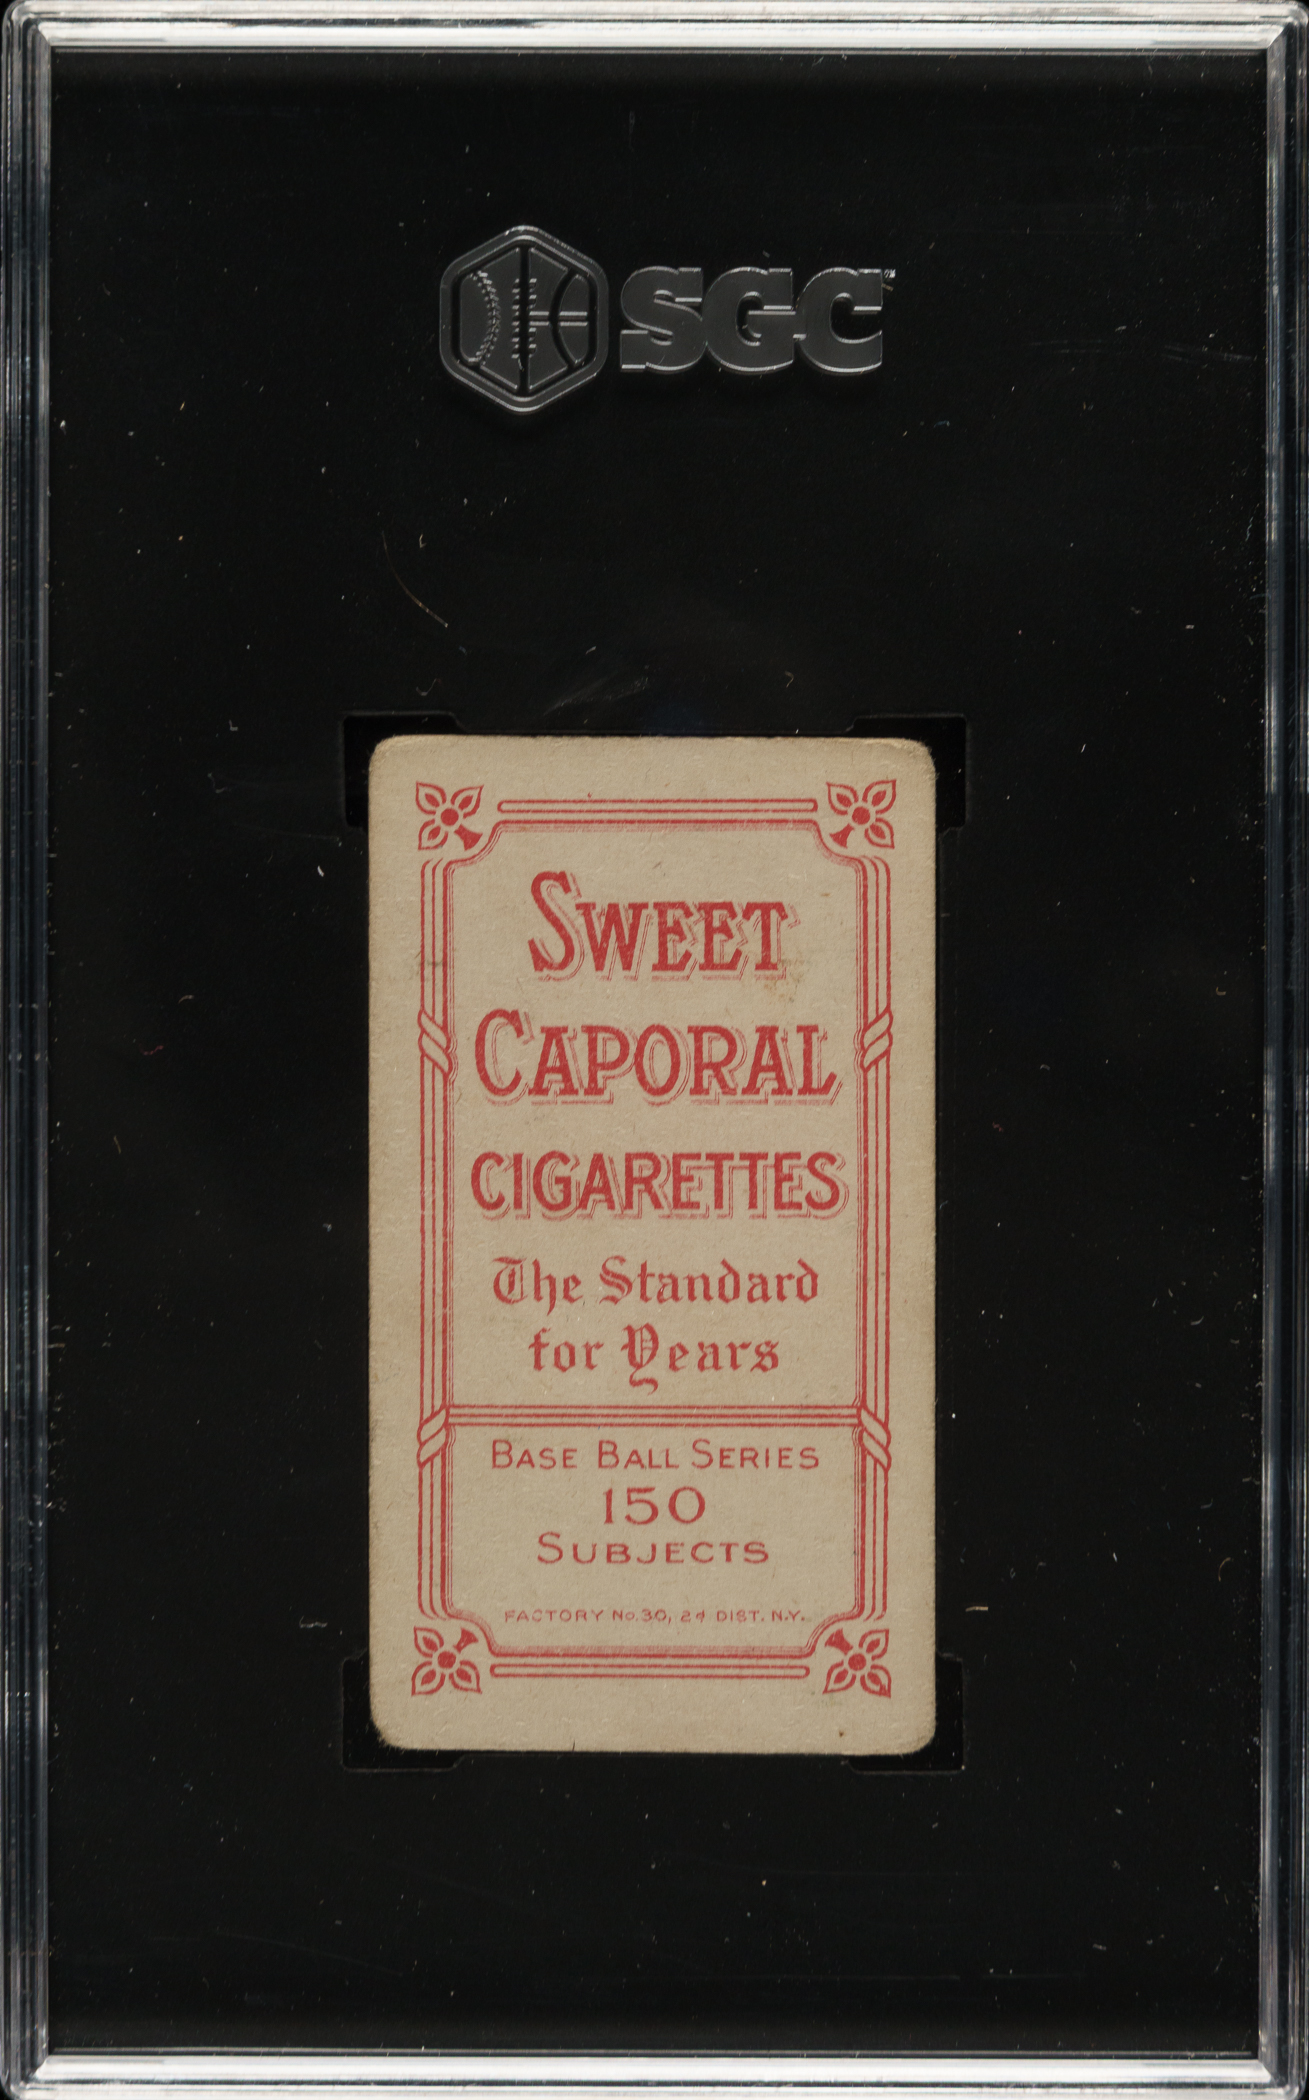 SGC
SWEET
CAPORAL
CIGARETTES
The Standard
for Years
BASE BALL SERIES
150
SUBJECTS
FACTORY No. 30, 2d DIST. N.Y.